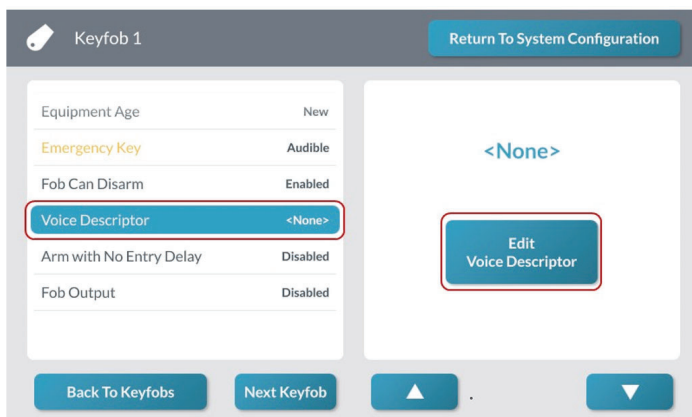 Keyfob 1
Return To System Configuration
Equipment Age New
Emergency Key Audible
Fob Can Disarm Enabled
Voice Descriptor <None>
Arm with No Entry Delay Disabled
Fob Output Disabled
<None>
Edit
Voice Descriptor
Back To Keyfobs
Next Keyfob
.